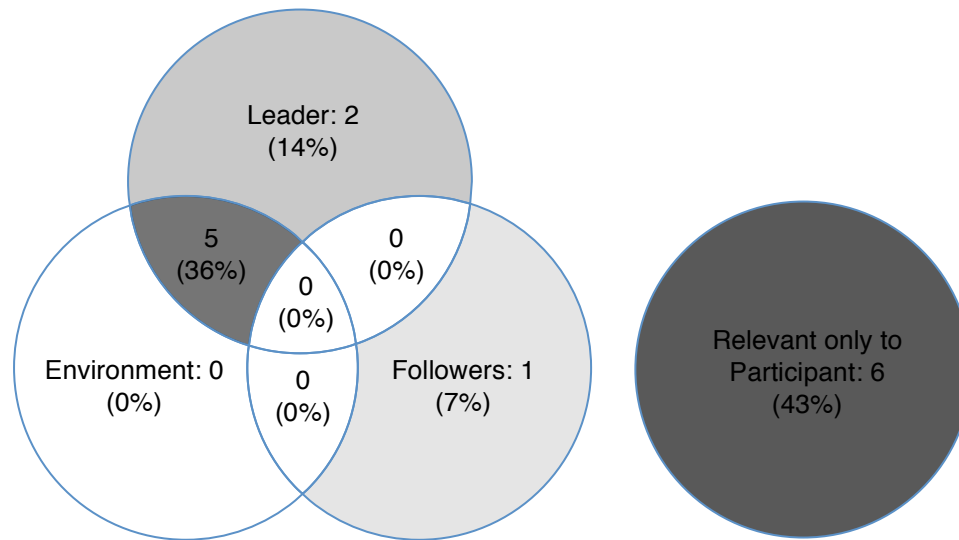 Leader: 2
(14%)
5
(36%)
0
(0%)
0
(0%)
Environment: 0
(0%)
0
(0%)
Followers: 1
(7%)
Relevant only to
Participant: 6
(43%)